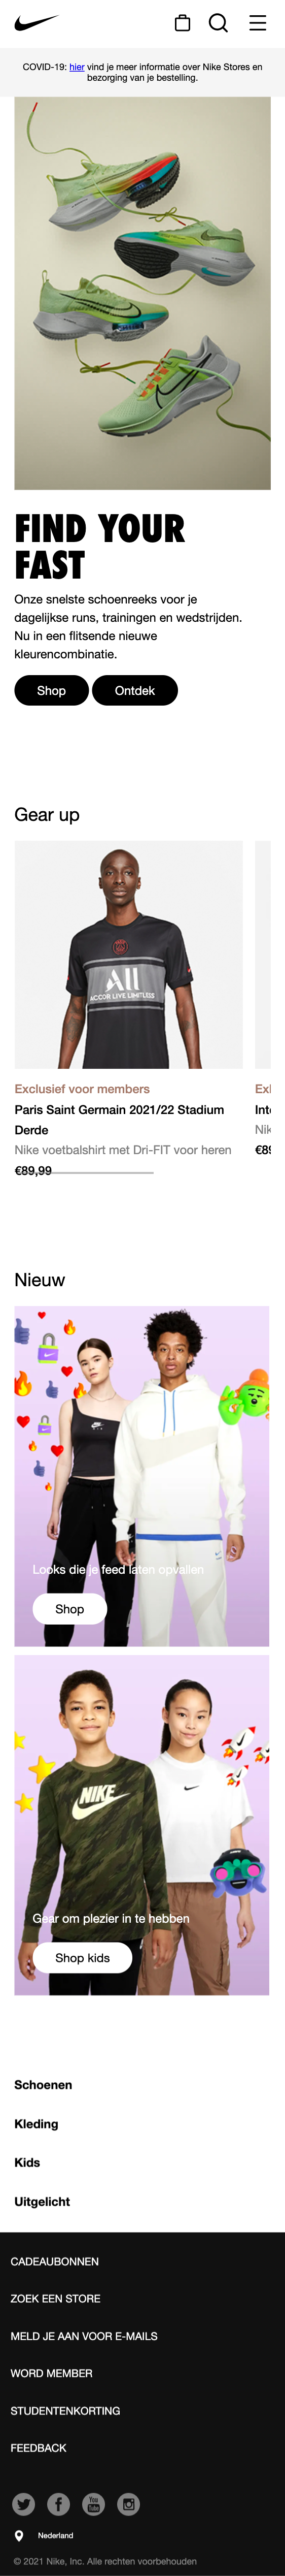 COVID-19: hier vind je meer informatie over Nike Stores en
bezorging van je bestelling.
FIND YOUR
FAST
Onze snelste schoenreeks voor je
dagelijkse runs, trainingen en wedstrijden.
Nu in een flitsende nieuwe
kleurencombinatie.
Shop Ontdek
Gear up
All
ACCOR LIVE LIMITLESS
Exclusief voor members
Paris Saint Germain 2021/22 Stadium
Derde
Nike voetbalshirt met Dri-FIT voor heren
€89,99
Exl
Inte
Nik
€89
Nieuw
Looks die je feed laten opvallen
Shop
NIKE
Gear om plezier in te hebben
Shop kids
Schoenen
Kleding
Kids
Uitgelicht
CADEAUBONNEN
ZOEK EEN STORE
MELD JE AAN VOOR E-MAILS
WORD MEMBER
STUDENTENKORTING
FEEDBACK
You Tube
Nederland
© 2021 Nike, Inc. Alle rechten voorbehouden